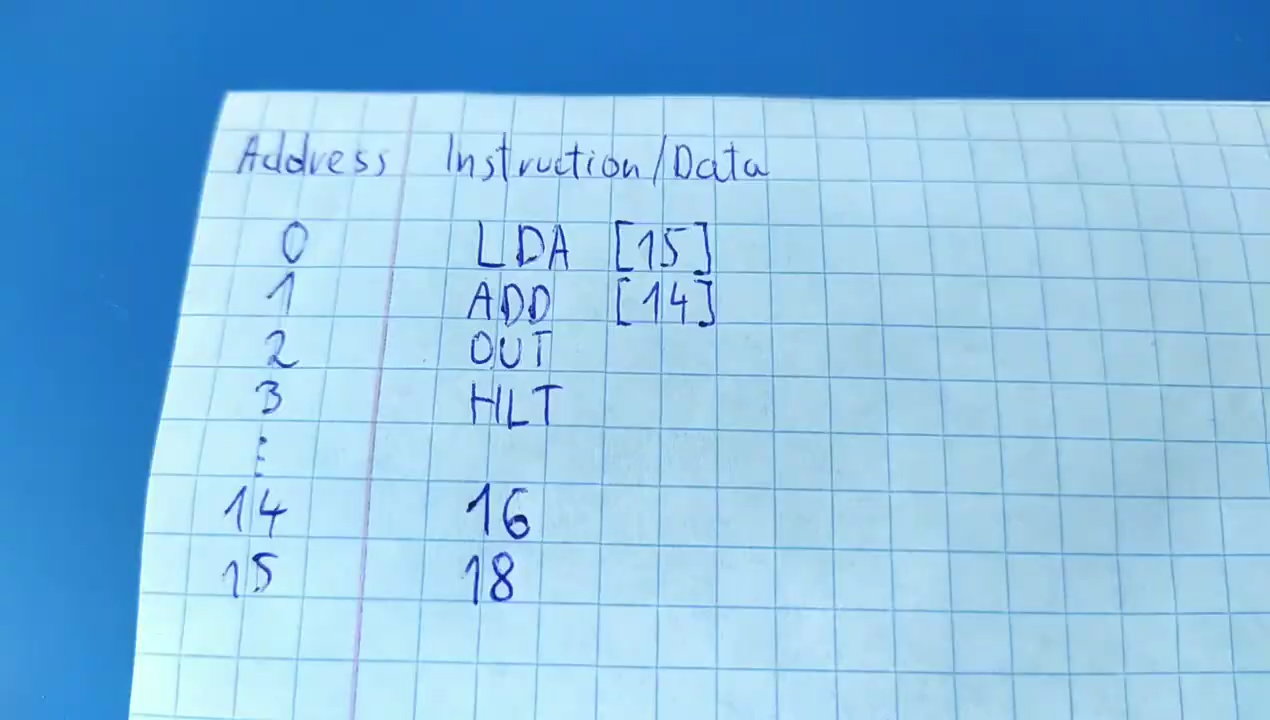 Address Instruction/Data
0 LDA [15]
1 ADD [14]
2 OUT
3 HLT
⋮
14 16
15 18